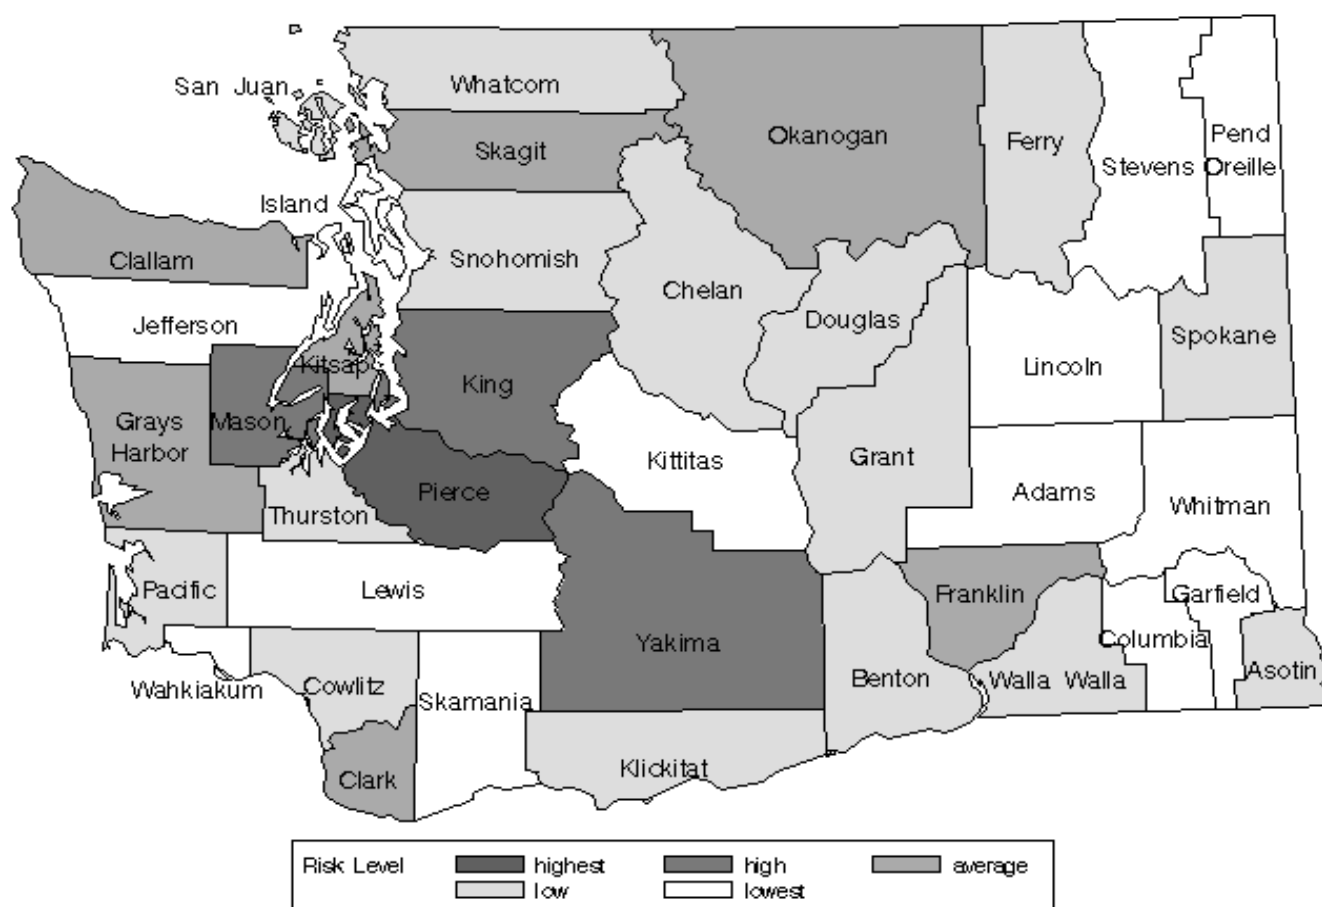 San Juan
Whatcom
Okanogan
Ferry
Stevens
Pend
Oreille
Skagit
Island
Clallam
Snohomish
Chelan
Jefferson
Douglas
Spokane
Kitsap
King
Lincoln
Grays
Harbor
Mason
Kittitas
Grant
Pierce
Adams
Whitman
Thurston
Pacific
Lewis
Franklin
Garfield
Yakima
Columbia
Wahkiakum
Cowlitz
Skamania
Benton
Walla Walla
Asotin
Clark
Klickitat
Risk Level highest high average
low lowest